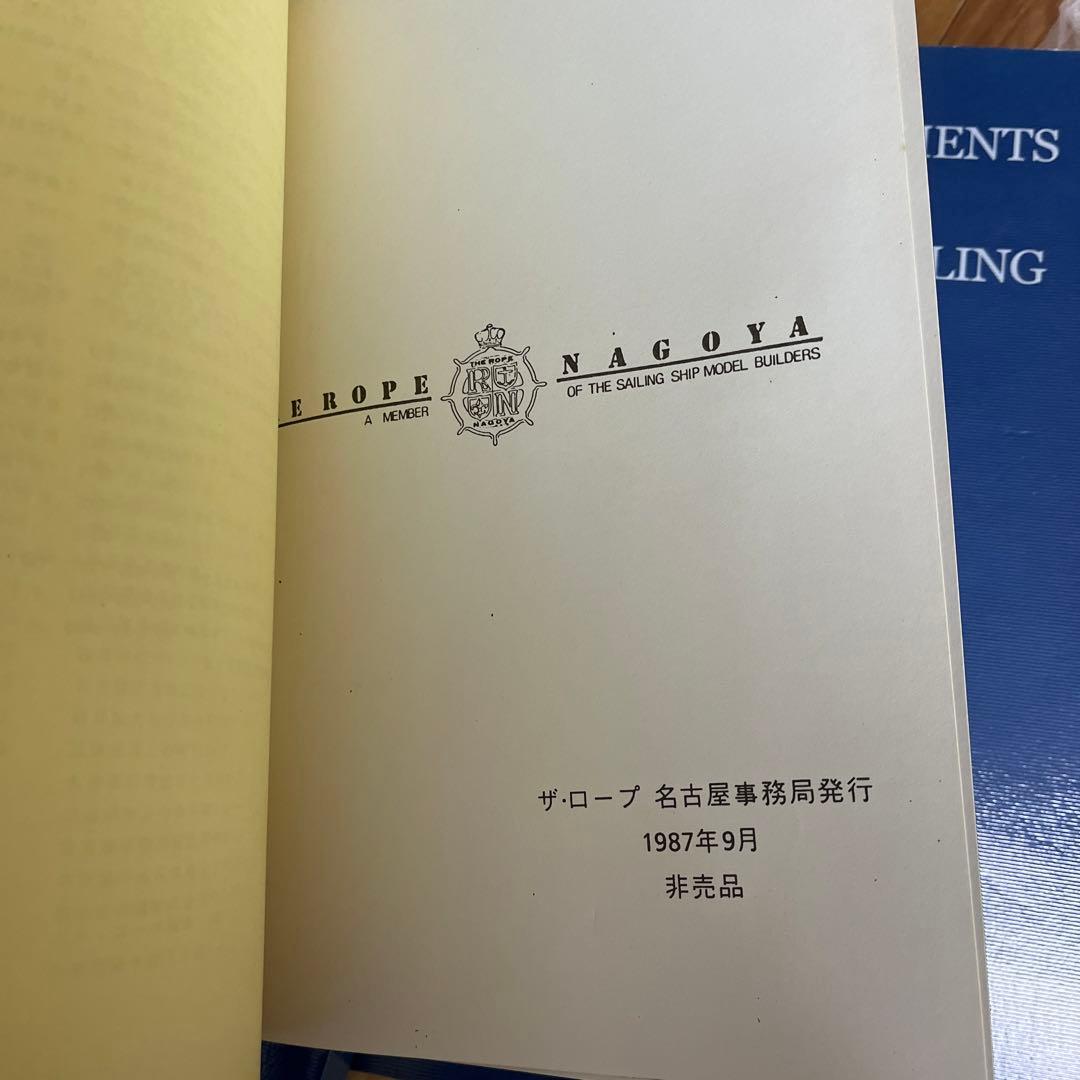 E ROPE
A MEMBER
THE ROPE
R
N
NAGOYA
NAGOYA
OF THE SAILING SHIP MODEL BUILDERS
ザ·ロープ 名古屋事務局発行
1987年9月
非売品
ENTS
LING